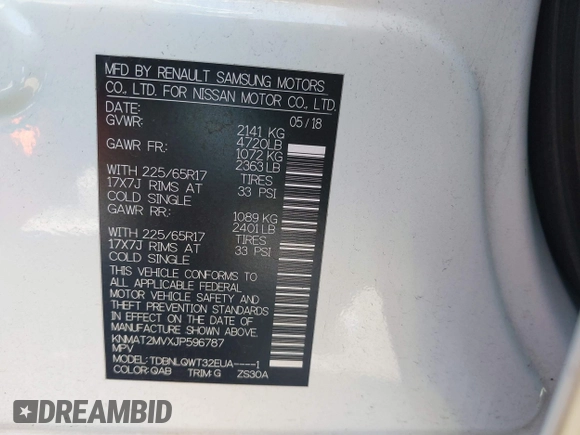 MFD BY RENAULT SAMSUNG MOTORS
CO., LTD. FOR NISSAN MOTOR CO., LTD.
DATE: 05/18
GVWR: 2141 KG
4720LB
GAWR FR: 1072 KG
2363 LB
WITH 225/65R17 TIRES
17X7J RIMS AT 33 PSI
COLD SINGLE
GAWR RR: 1089 KG
2401 LB
WITH 225/65R17 TIRES
17X7J RIMS AT 33 PSI
COLD SINGLE
THIS VEHICLE CONFORMS TO
ALL APPLICABLE FEDERAL
MOTOR VEHICLE SAFETY AND
THEFT PREVENTION STANDARDS
IN EFFECT ON THE DATE OF
MANUFACTURE SHOWN ABOVE.
KNMAT2MVXJP596787
MPV
MODEL: TDBNLQWT32EUA-----1
COLOR: QAB TRIM: G ZS30A
DREAMBID
DREAMBID